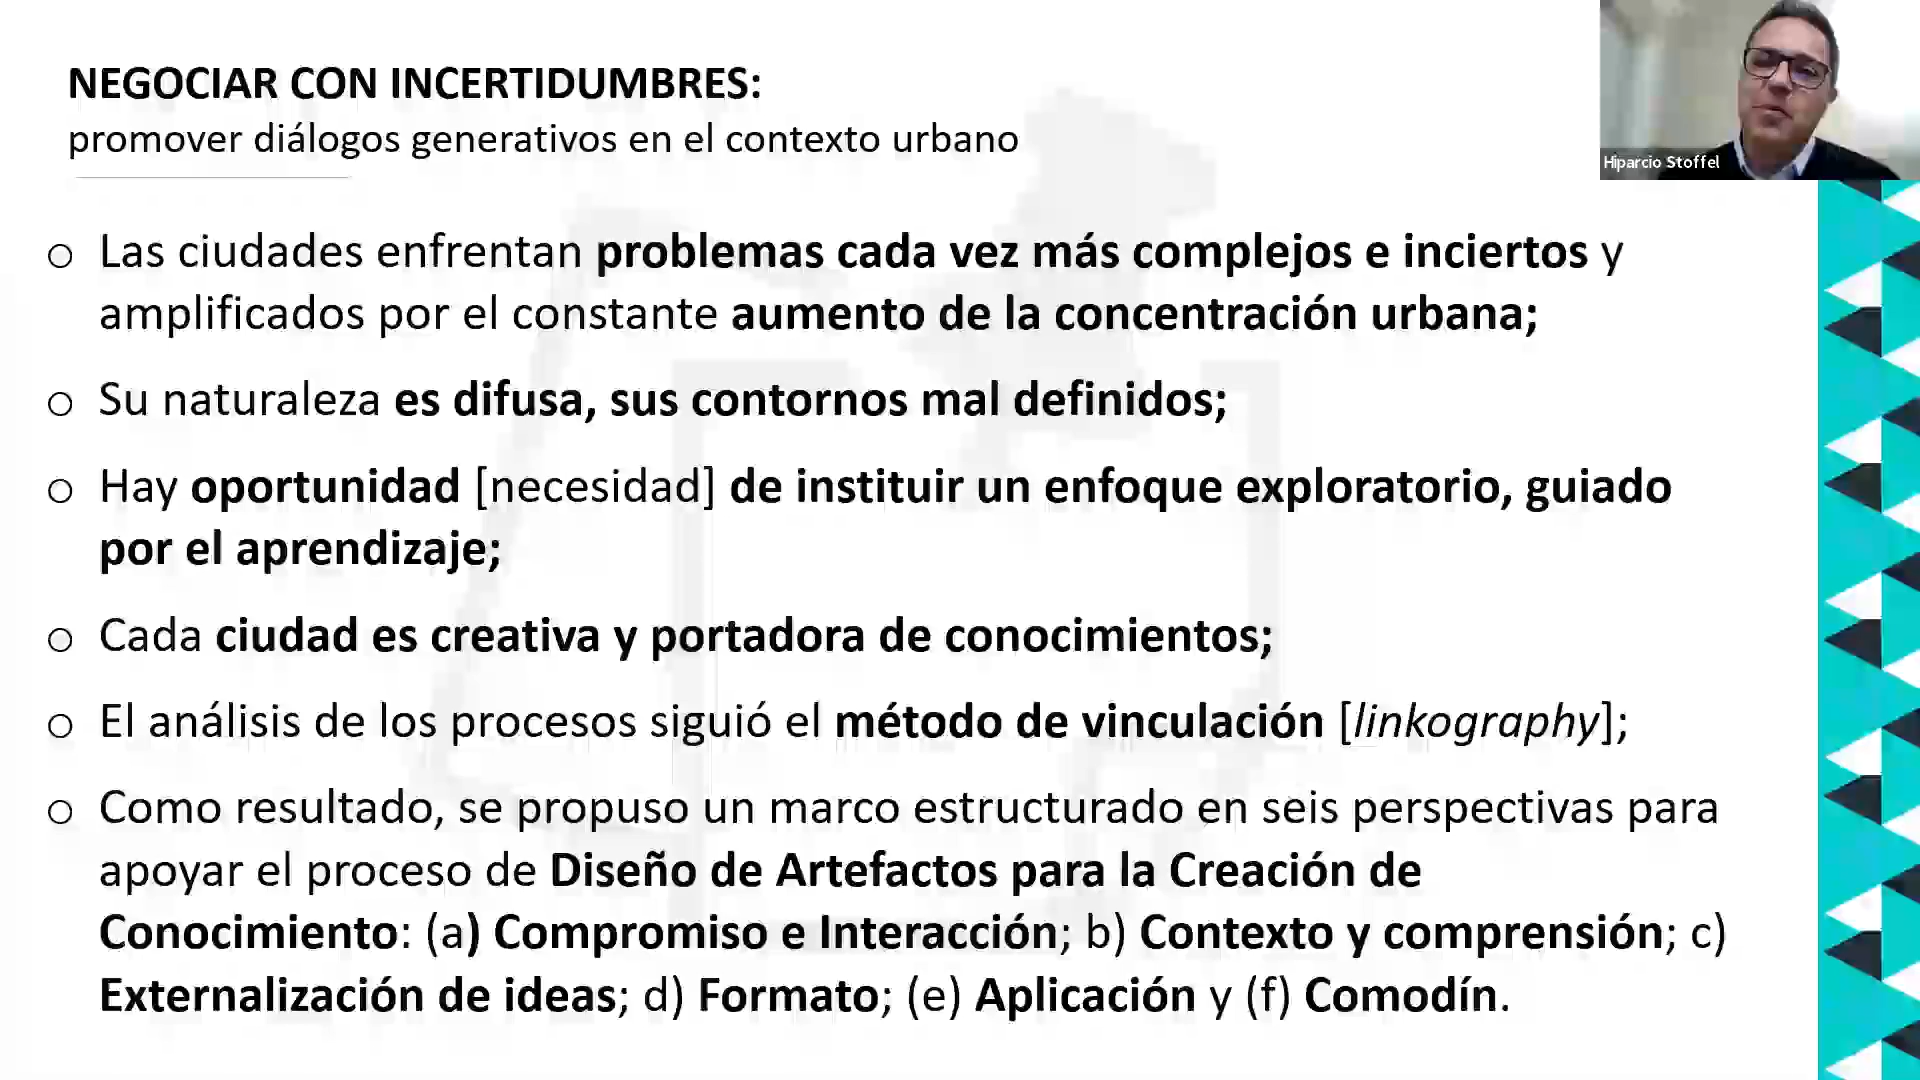 NEGOCIAR CON INCERTIDUMBRES:
promover diálogos generativos en el contexto urbano
Hiparcio Stoffel
o Las ciudades enfrentan problemas cada vez más complejos e inciertos y
amplificados por el constante aumento de la concentración urbana;
o Su naturaleza es difusa, sus contornos mal definidos;
o Hay oportunidad [necesidad] de instituir un enfoque exploratorio, guiado
por el aprendizaje;
o Cada ciudad es creativa y portadora de conocimientos;
o El análisis de los procesos siguió el método de vinculación [linkography];
o Como resultado, se propuso un marco estructurado en seis perspectivas para
apoyar el proceso de Diseño de Artefactos para la Creación de
Conocimiento: (a) Compromiso e Interacción; b) Contexto y comprensión; c)
Externalización de ideas; d) Formato; (e) Aplicación y (f) Comodín.